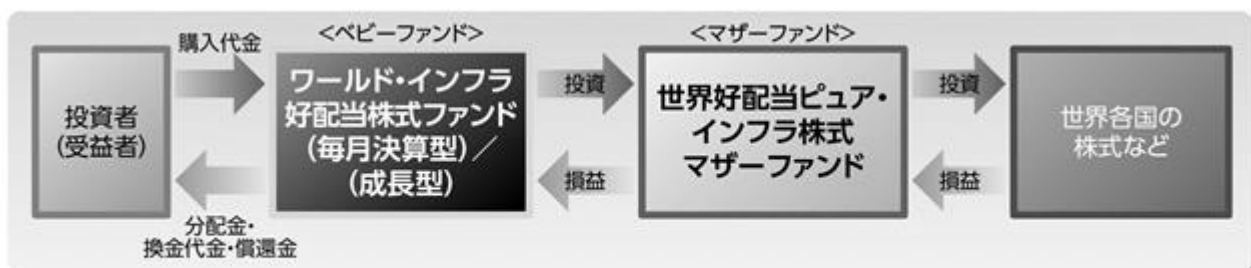 購入代金
<ベビーファンド>
<マザーファンド>
投資者
(受益者)
ワールド・インフラ
好配当株式ファンド
(毎月決算型)／
(成長型)
投資
世界好配当ピュア・
インフラ株式
マザーファンド
投資
世界各国の
株式など
損益
損益
分配金・
換金代金・償還金